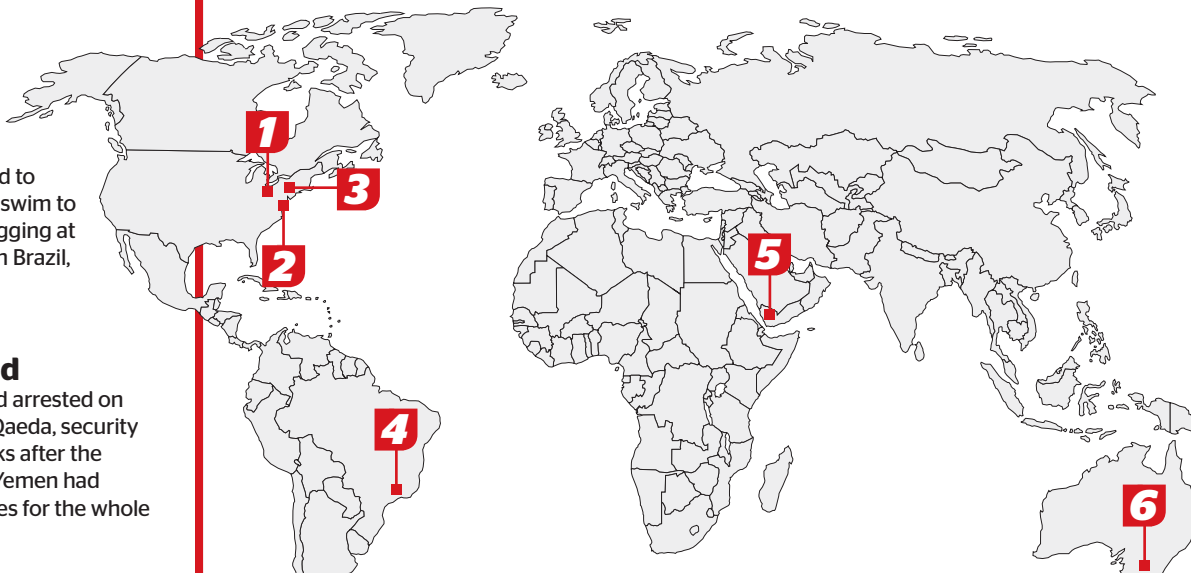 d to
swim to
gging at
n Brazil,
d
d arrested on
Qaeda, security
ks after the
Yemen had
es for the whole
1
2
3
4
5
6